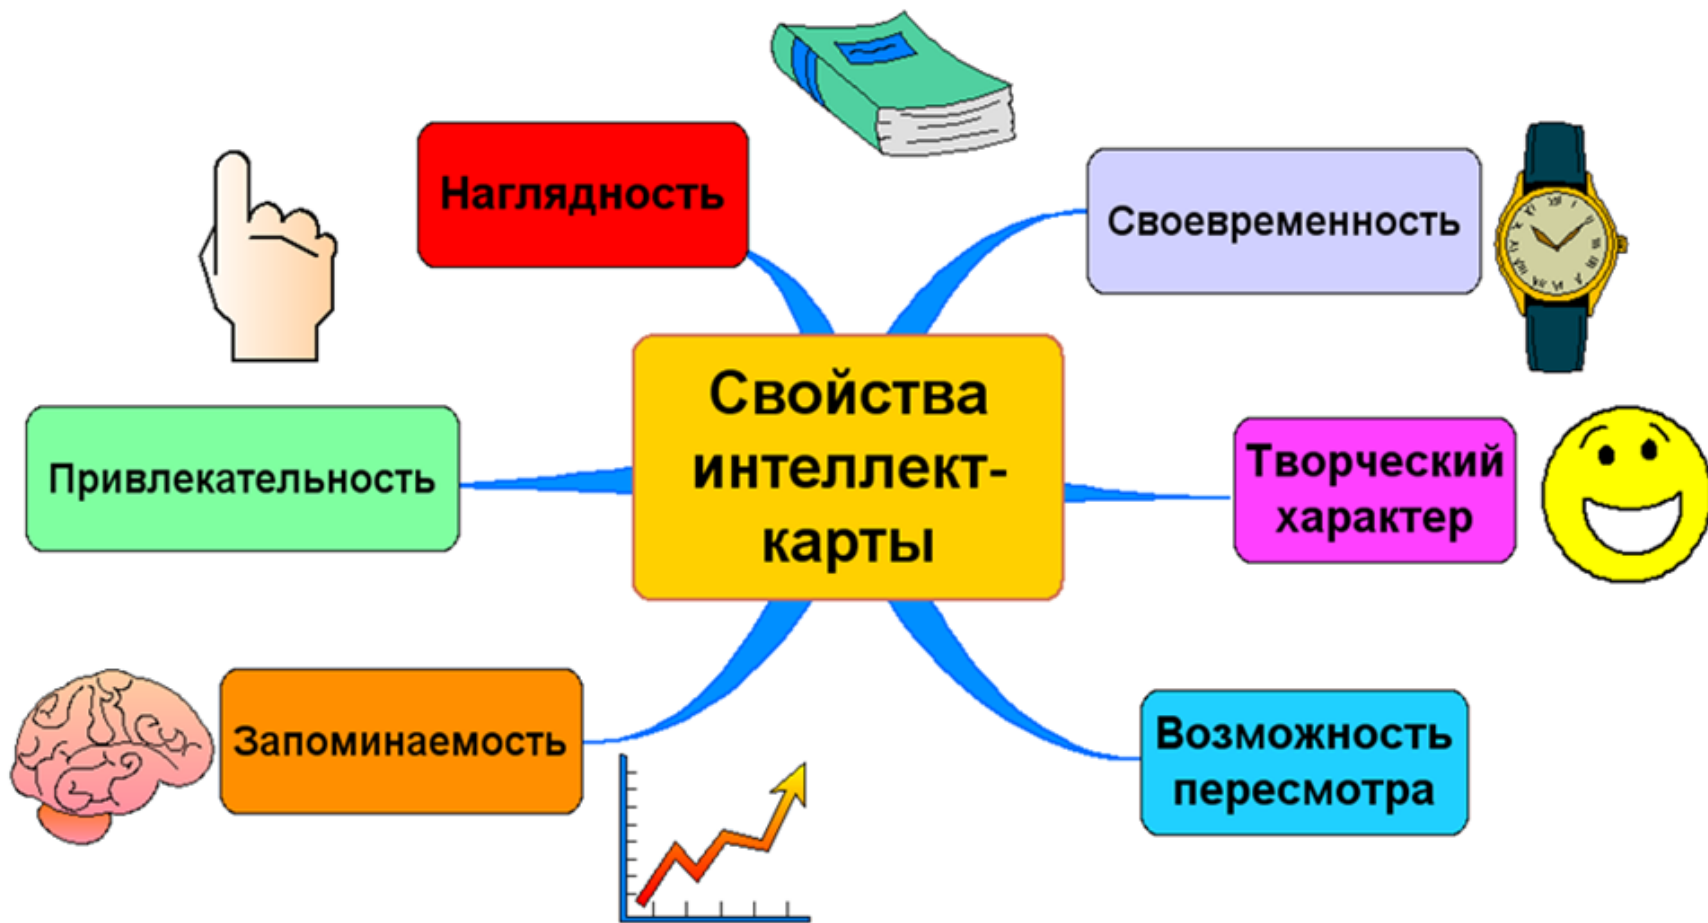 Наглядность
Своевременность
Свойства
интеллект-
карты
Привлекательность
Творческий
характер
Запоминаемость
Возможность
пересмотра